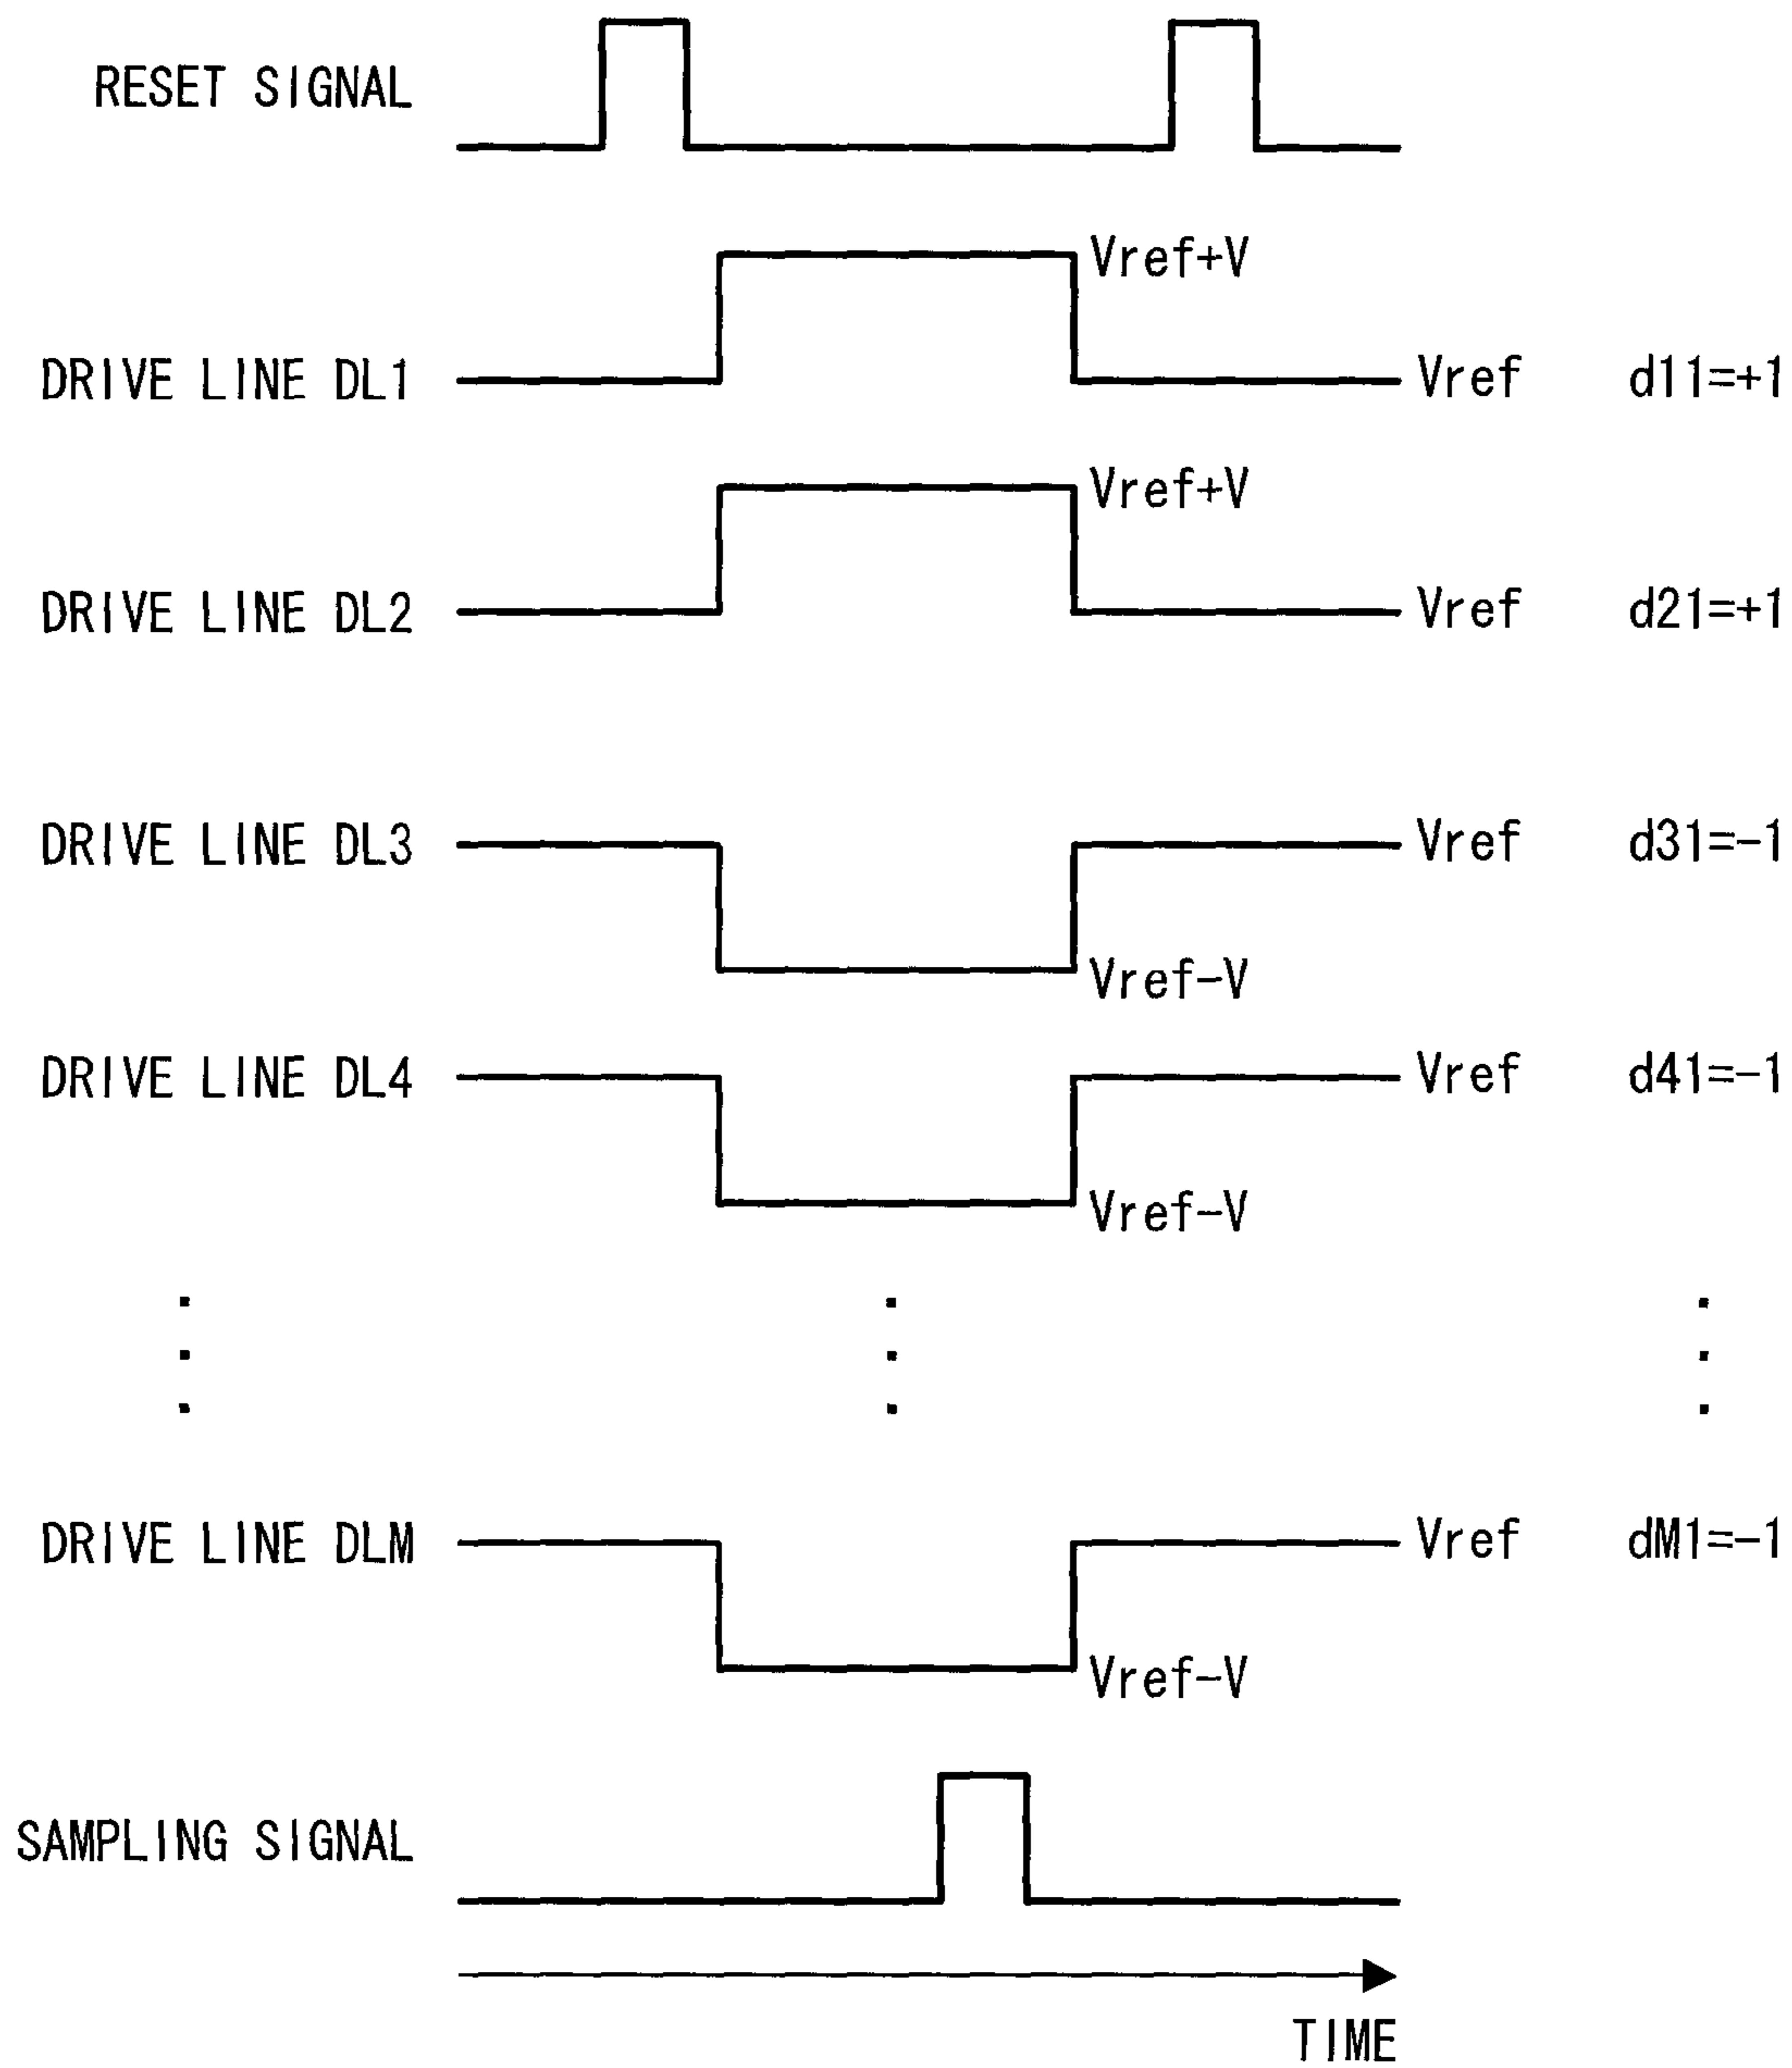 RESET SIGNAL
Vref+V
DRIVE LINE DL1 Vref d11=+1
Vref+V
DRIVE LINE DL2 Vref d21=+1
DRIVE LINE DL3 Vref d31=-1
Vref-V
DRIVE LINE DL4 Vref d41=-1
Vref-V
DRIVE LINE DLM Vref dM1=-1
Vref-V
SAMPLING SIGNAL
TIME